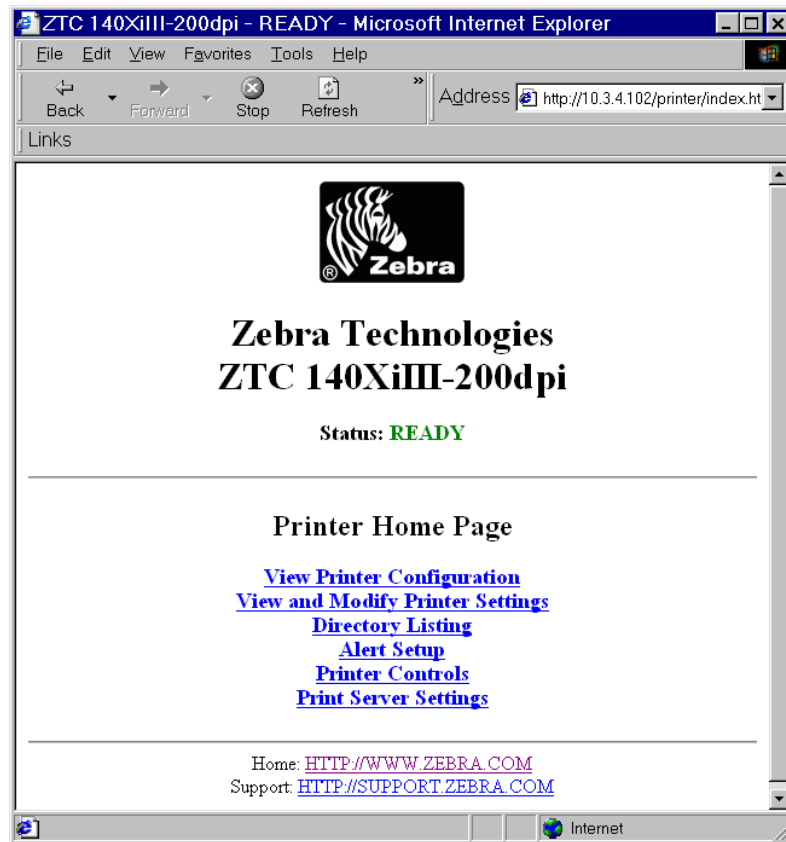 ZTC 140XiIII-200dpi - READY - Microsoft Internet Explorer
File Edit View Favorites Tools Help
Back Forward Stop Refresh » Address http://10.3.4.102/printer/index.ht
Links
® Zebra
Zebra Technologies
ZTC 140XiIII-200dpi
Status: READY
Printer Home Page
View Printer Configuration
View and Modify Printer Settings
Directory Listing
Alert Setup
Printer Controls
Print Server Settings
Home: HTTP://WWW.ZEBRA.COM
Support: HTTP://SUPPORT.ZEBRA.COM
Internet